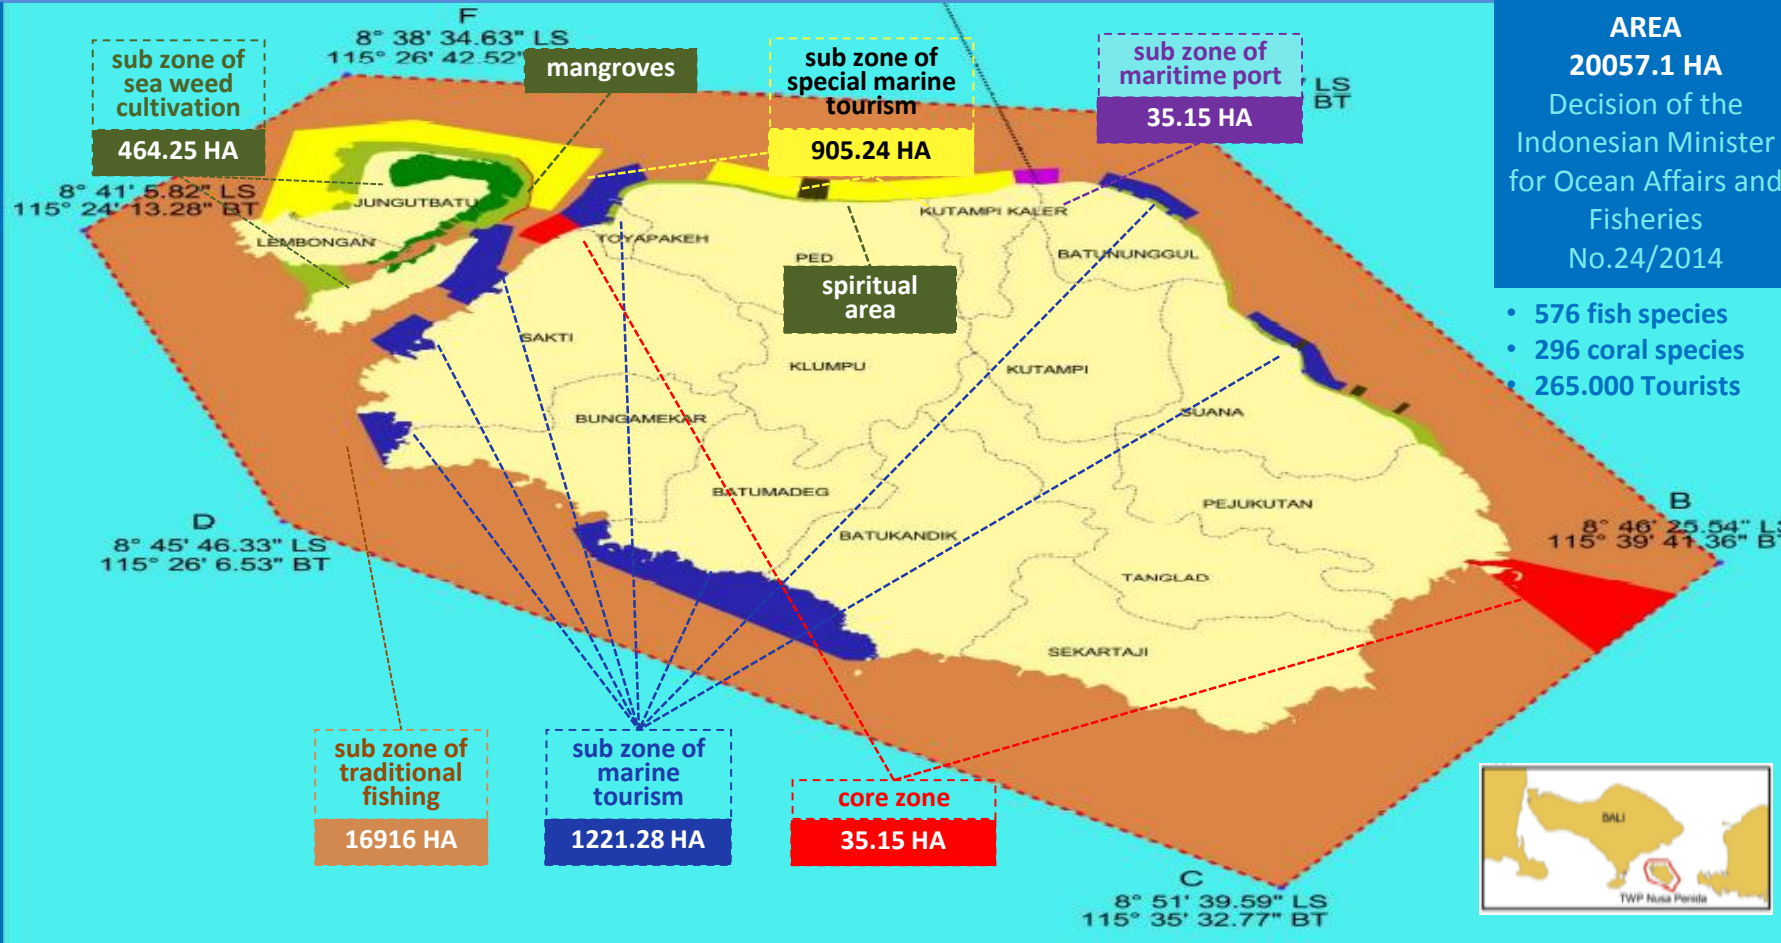 F
8° 38' 34.63" LS
115° 26' 42.52"
sub zone of
sea weed
cultivation
464.25 HA
mangroves
sub zone of
special marine
tourism
905.24 HA
sub zone of
maritime port
35.15 HA
LS
BT
AREA
20057.1 HA
Decision of the
Indonesian Minister
for Ocean Affairs and
Fisheries
No.24/2014
• 576 fish species
• 296 coral species
• 265.000 Tourists
8° 41' 5.82" LS
115° 24' 13.28" BT
JUNGUTBATU
LEMBONGAN
TOYAPAKEH
PED
KUTAMPI KALER
BATUNUNGGUL
spiritual
area
SAKTI
KLUMPU
KUTAMPI
BUNGAMEKAR
SUANA
BATUMADEG
PEJUKUTAN
BATUKANDIK
TANGLAD
SEKARTAJI
B
8° 46' 25.54" LS
115° 39' 41.36" BT
D
8° 45' 46.33" LS
115° 26' 6.53" BT
sub zone of
traditional
fishing
16916 HA
sub zone of
marine
tourism
1221.28 HA
core zone
35.15 HA
C
8° 51' 39.59" LS
115° 35' 32.77" BT
BALI
TWP Nusa Penida